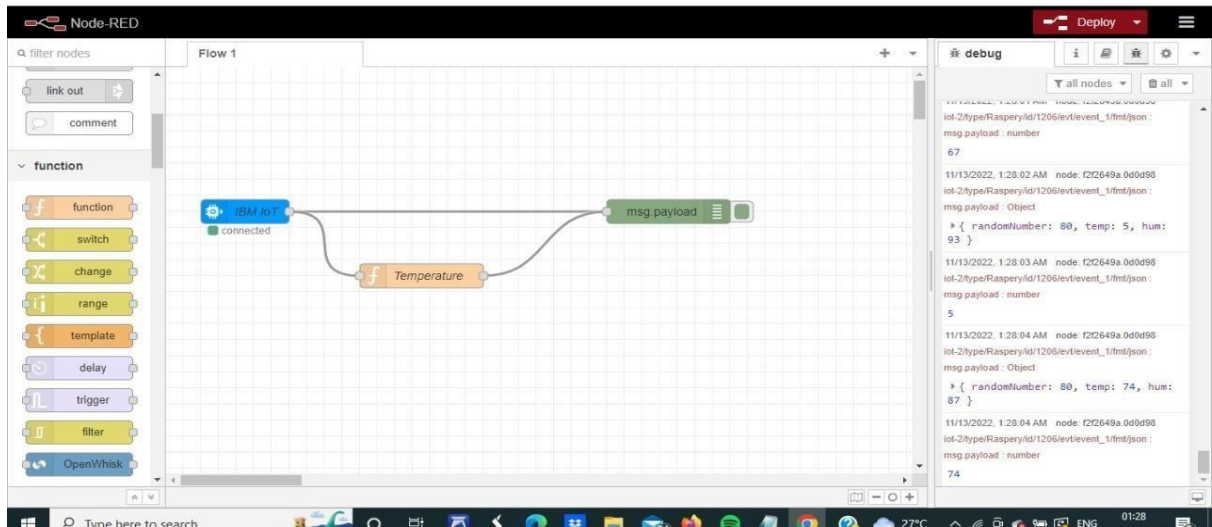 Node-RED
Deploy
filter nodes
Flow 1
debug
i
all nodes
all
link out
comment
function
function
switch
change
range
template
delay
trigger
filter
OpenWhisk
IBM IoT
connected
Temperature
msg.payload
iot-2/type/Raspery/id/1206/evt/event_1/fmt/json :
msg.payload : number
67
11/13/2022, 1:28:02 AM node: f2f2649a.0d0d98
iot-2/type/Raspery/id/1206/evt/event_1/fmt/json :
msg.payload : Object
{ randomNumber: 80, temp: 5, hum:
93 }
11/13/2022, 1:28:03 AM node: f2f2649a.0d0d98
iot-2/type/Raspery/id/1206/evt/event_1/fmt/json :
msg.payload : number
5
11/13/2022, 1:28:04 AM node: f2f2649a.0d0d98
iot-2/type/Raspery/id/1206/evt/event_1/fmt/json :
msg.payload : Object
{ randomNumber: 80, temp: 74, hum:
87 }
11/13/2022, 1:28:04 AM node: f2f2649a.0d0d98
iot-2/type/Raspery/id/1206/evt/event_1/fmt/json :
msg.payload : number
74
Type here to search
27°C
ENG
01:28